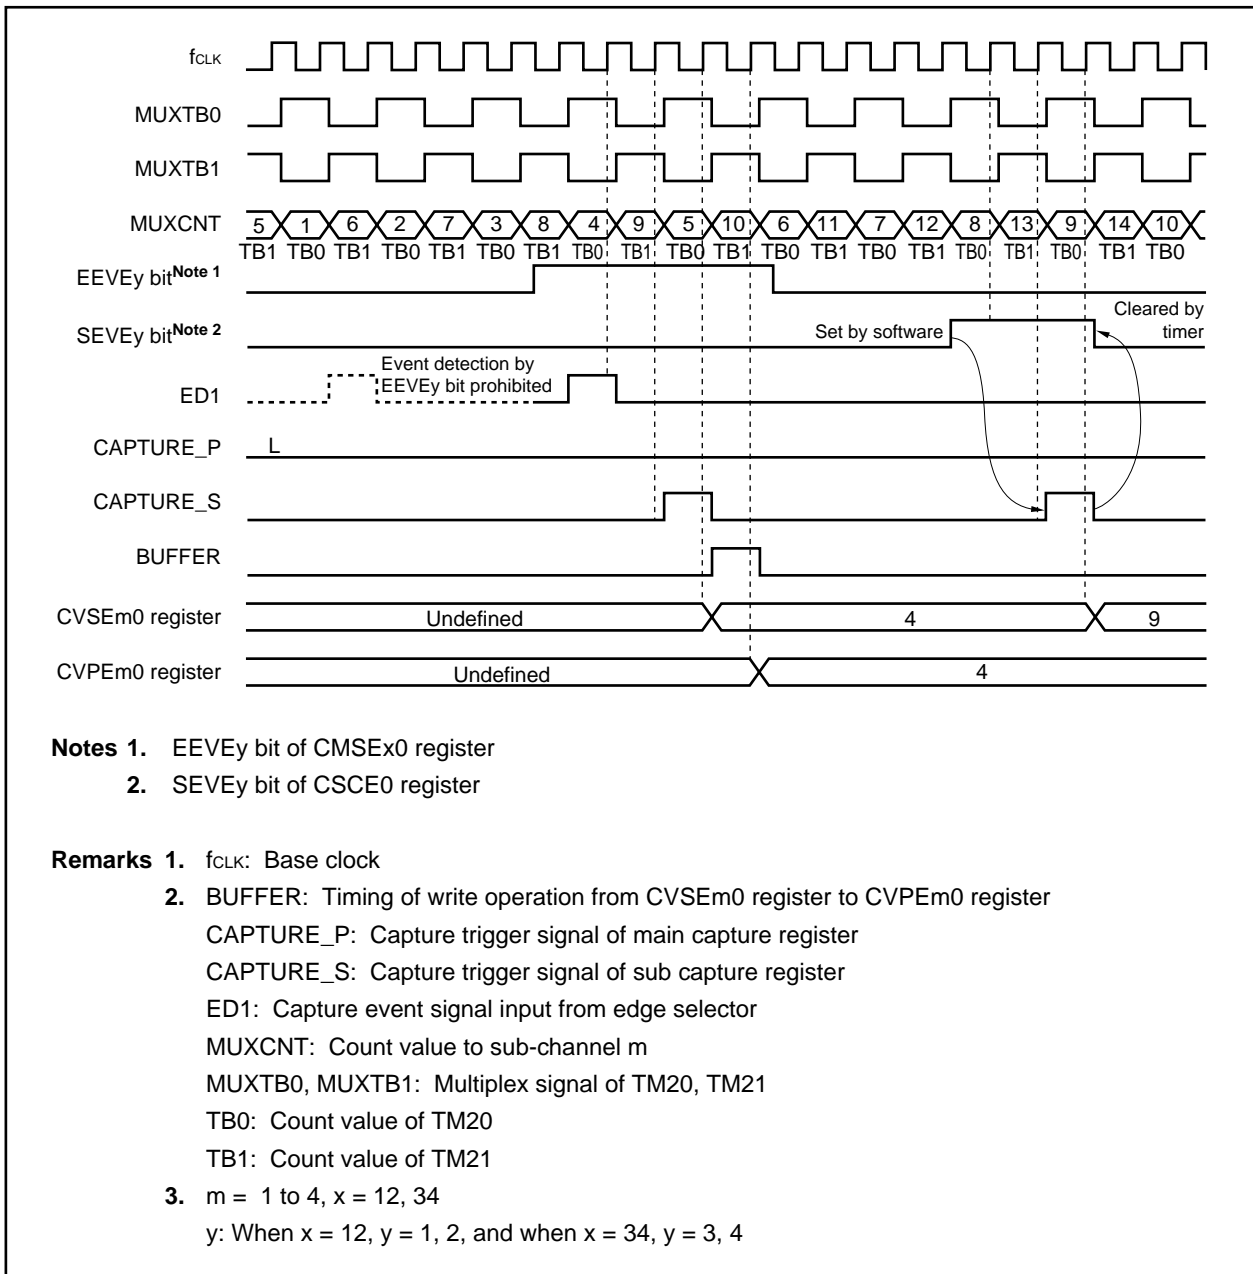 fCLK
MUXTB0
MUXTB1
MUXCNT 5 1 6 2 7 3 8 4 9 5 10 6 11 7 12 8 13 9 14 10
TB1 TB0 TB1 TB0 TB1 TB0 TB1 TB0 TB1 TB0 TB1 TB0 TB1 TB0 TB1 TB0 TB1 TB0 TB1 TB0
EEVEy bitNote 1
SEVEy bitNote 2 Set by software Cleared by
timer
Event detection by
EEVEy bit prohibited
ED1
CAPTURE_P L
CAPTURE_S
BUFFER
CVSEm0 register Undefined 4 9
CVPEm0 register Undefined 4
Notes 1. EEVEy bit of CMSEx0 register
2. SEVEy bit of CSCE0 register
Remarks 1. fCLK: Base clock
2. BUFFER: Timing of write operation from CVSEm0 register to CVPEm0 register
CAPTURE_P: Capture trigger signal of main capture register
CAPTURE_S: Capture trigger signal of sub capture register
ED1: Capture event signal input from edge selector
MUXCNT: Count value to sub-channel m
MUXTB0, MUXTB1: Multiplex signal of TM20, TM21
TB0: Count value of TM20
TB1: Count value of TM21
3. m = 1 to 4, x = 12, 34
y: When x = 12, y = 1, 2, and when x = 34, y = 3, 4